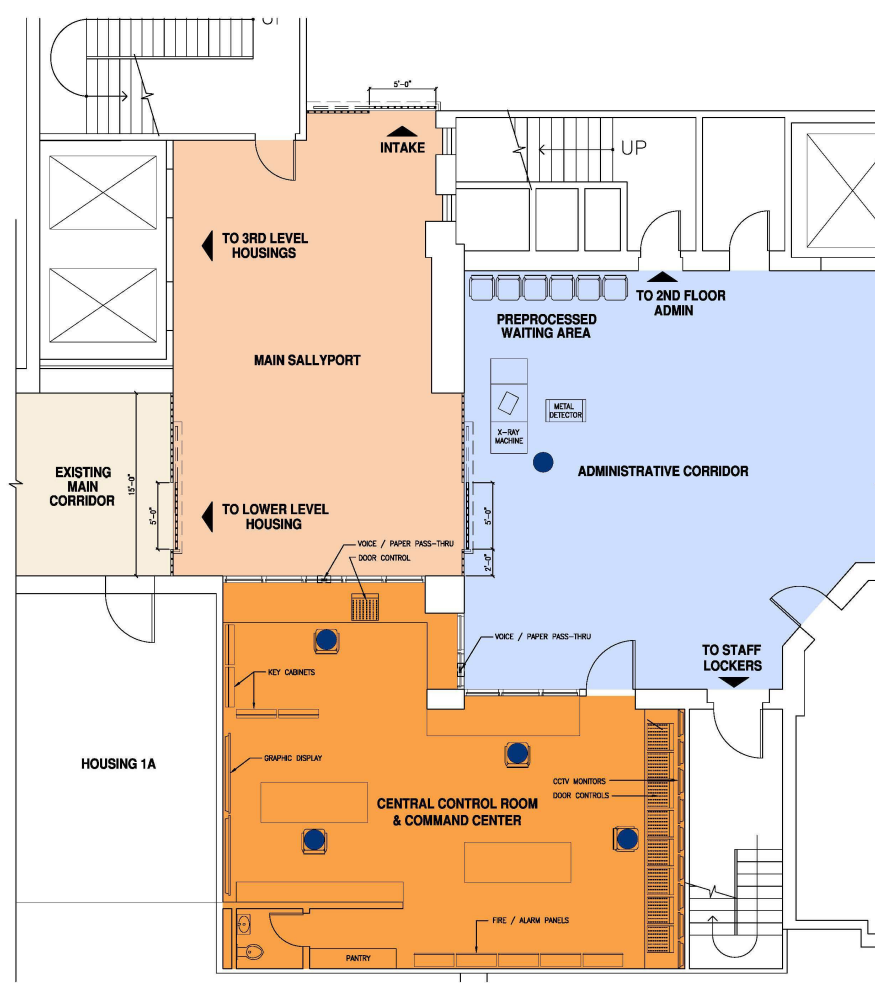 UP
5'-0"
INTAKE
UP
TO 3RD LEVEL
HOUSINGS
TO 2ND FLOOR
ADMIN
PREPROCESSED
WAITING AREA
MAIN SALLYPORT
METAL
DETECTOR
X-RAY
MACHINE
EXISTING
MAIN
CORRIDOR
15'-0"
5'-0"
ADMINISTRATIVE CORRIDOR
TO LOWER LEVEL
HOUSING
5'-0"
2'-0"
VOICE / PAPER PASS-THRU
DOOR CONTROL
VOICE / PAPER PASS-THRU
TO STAFF
LOCKERS
KEY CABINETS
HOUSING 1A
GRAPHIC DISPLAY
CCTV MONITORS
DOOR CONTROLS
CENTRAL CONTROL ROOM
& COMMAND CENTER
FIRE / ALARM PANELS
PANTRY